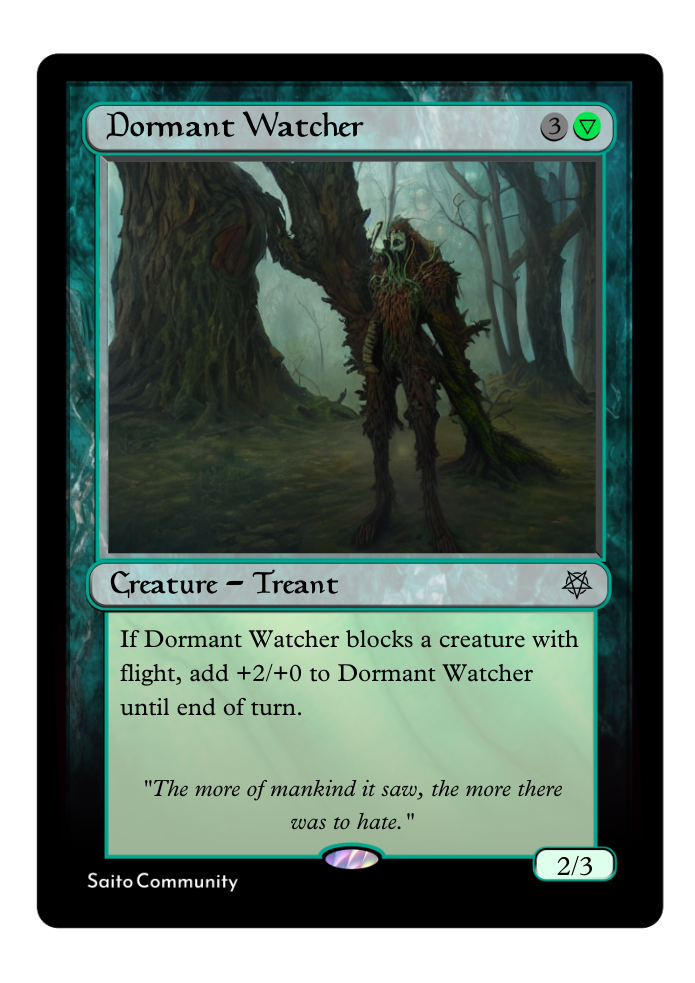 Dormant Watcher 3
Creature – Treant
If Dormant Watcher blocks a creature with
flight, add +2/+0 to Dormant Watcher
until end of turn.
"The more of mankind it saw, the more there
was to hate."
2/3
Saito Community